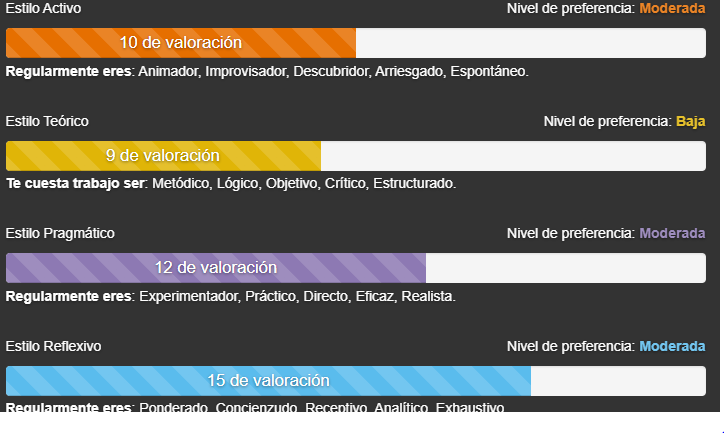 Estilo Activo Nivel de preferencia: Moderada
10 de valoración
Regularmente eres: Animador, Improvisador, Descubridor, Arriesgado, Espontáneo.
Estilo Teórico Nivel de preferencia: Baja
9 de valoración
Te cuesta trabajo ser: Metódico, Lógico, Objetivo, Crítico, Estructurado.
Estilo Pragmático Nivel de preferencia: Moderada
12 de valoración
Regularmente eres: Experimentador, Práctico, Directo, Eficaz, Realista.
Estilo Reflexivo Nivel de preferencia: Moderada
15 de valoración
Regularmente eres: Ponderado, Concienzudo, Receptivo, Analítico, Exhaustivo